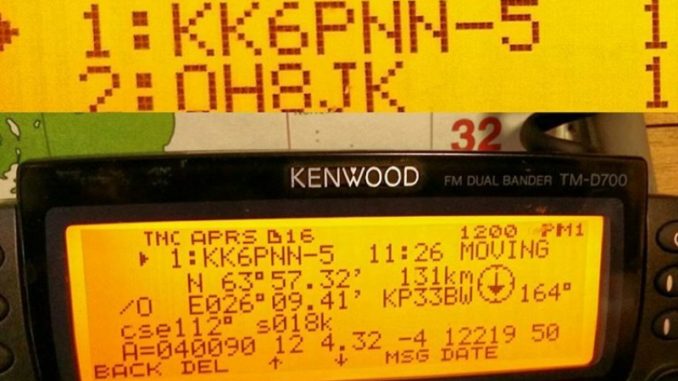 1:KK6PNN-5 1
2:OH8JK 1
32
KENWOOD FM DUAL BANDER TM-D700
TNC APRS 16 1200 PM1
1:KK6PNN-5 11:26 MOVING
N 63°57.32' 131km
/O E026°09.41' KP33BW 164°
cse112° s018k
A=040090 12 4.32 -4 12219 50
BACK DEL ↑ ↓ MSG DATE